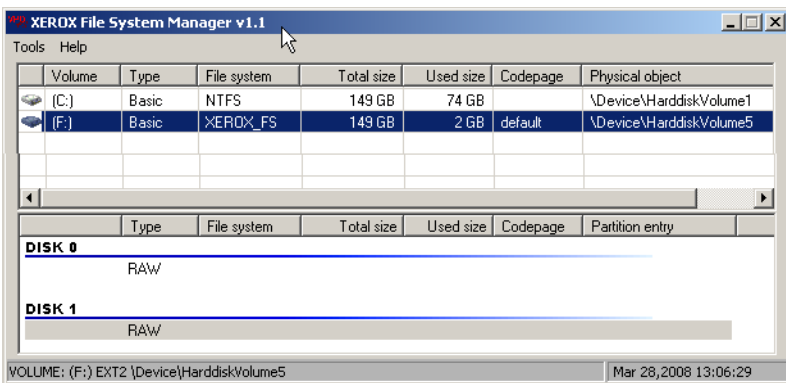 VPD XEROX File System Manager v1.1
Tools Help
Volume Type File system Total size Used size Codepage Physical object
(C:) Basic NTFS 149 GB 74 GB \Device\HarddiskVolume1
(F:) Basic XEROX_FS 149 GB 2 GB default \Device\HarddiskVolume5
Type File system Total size Used size Codepage Partition entry
DISK 0
RAW
DISK 1
RAW
VOLUME: (F:) EXT2 \Device\HarddiskVolume5 Mar 28,2008 13:06:29